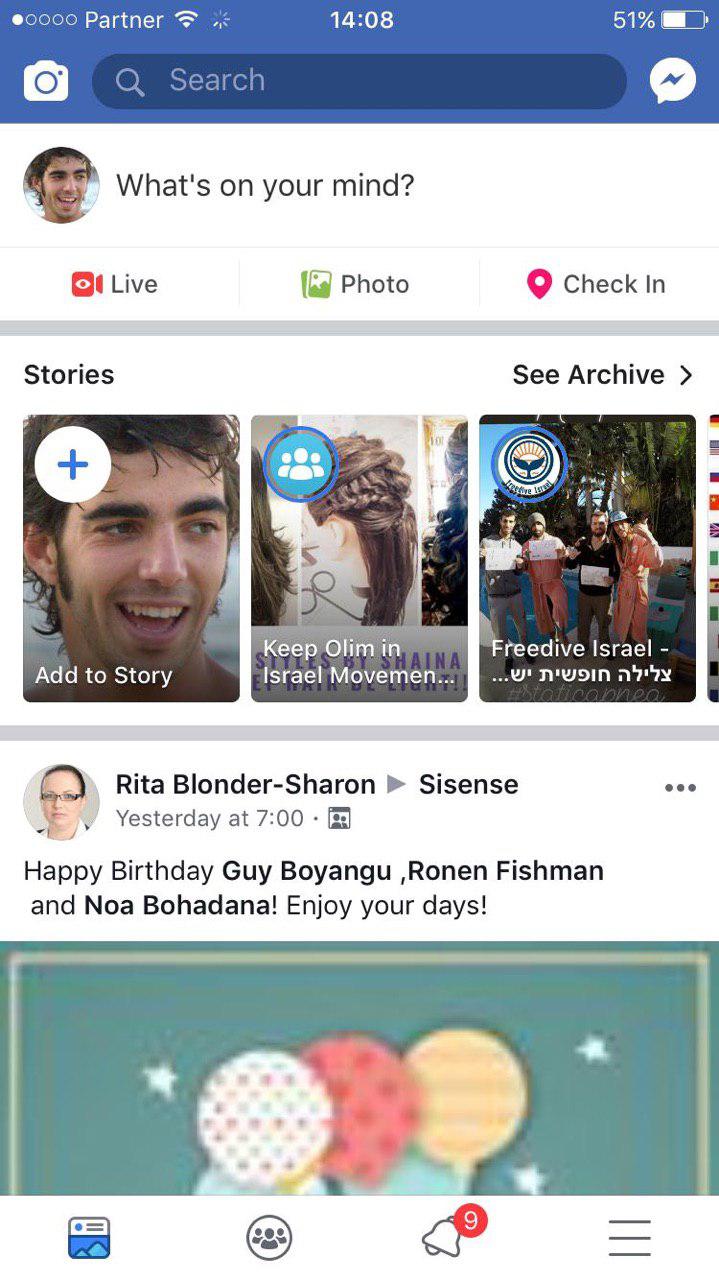 Partner 14:08 51%
Search
What's on your mind?
Live Photo Check In
Stories See Archive
Add to Story
Keep Olim in
Israel Movemen...
STYLES BY SHAINA
Freedive Israel
Freedive Israel -
צלילה חופשית יש...
#staticapnea
Rita Blonder-Sharon ▶ Sisense
Yesterday at 7:00 ·
Happy Birthday Guy Boyangu ,Ronen Fishman
and Noa Bohadana! Enjoy your days!
9